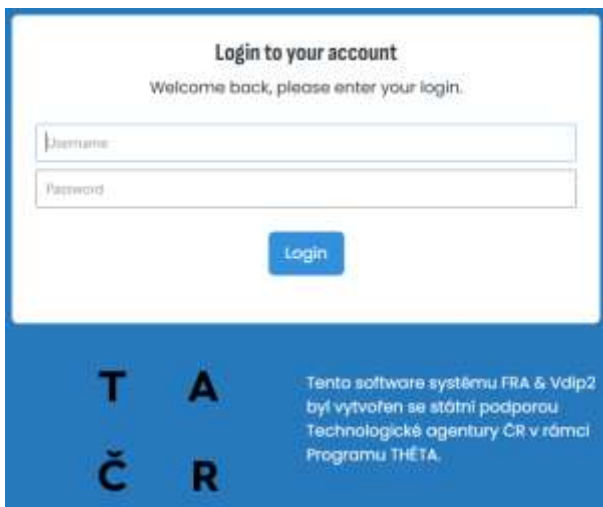 Login to your account
Welcome back, please enter your login.
Username
Password
Login
T A
Č R
Tento software systému FRA & Vdip2
byl vytvořen se státní podporou
Technologické agentury ČR v rámci
Programu THÉTA.